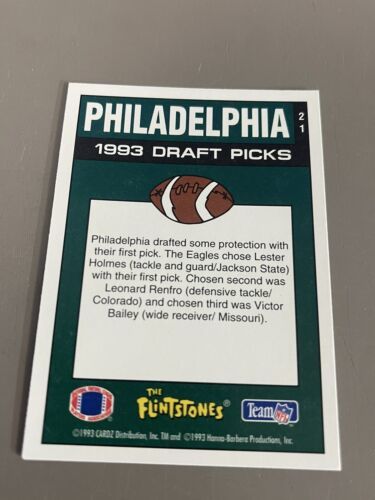 PHILADELPHIA
21
1993 DRAFT PICKS
Philadelphia drafted some protection with
their first pick. The Eagles chose Lester
Holmes (tackle and guard/Jackson State)
with their first pick. Chosen second was
Leonard Renfro (defensive tackle/
Colorado) and chosen third was Victor
Bailey (wide receiver/ Missouri).
THE
FLINTSTONES®
Team NFL
©1993 CARDZ Distribution, Inc. TM and ©1993 Hanna-Barbera Productions, Inc.